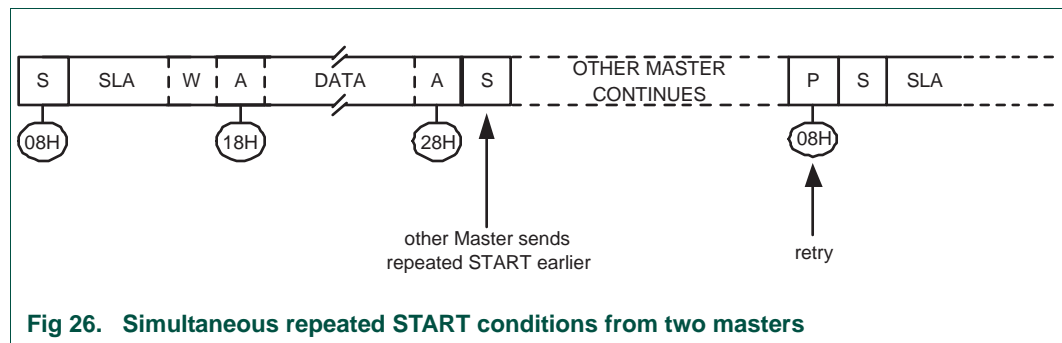 S SLA W A DATA A S OTHER MASTER CONTINUES P S SLA
08H 18H 28H 08H
other Master sends
repeated START earlier
retry
Fig 26. Simultaneous repeated START conditions from two masters